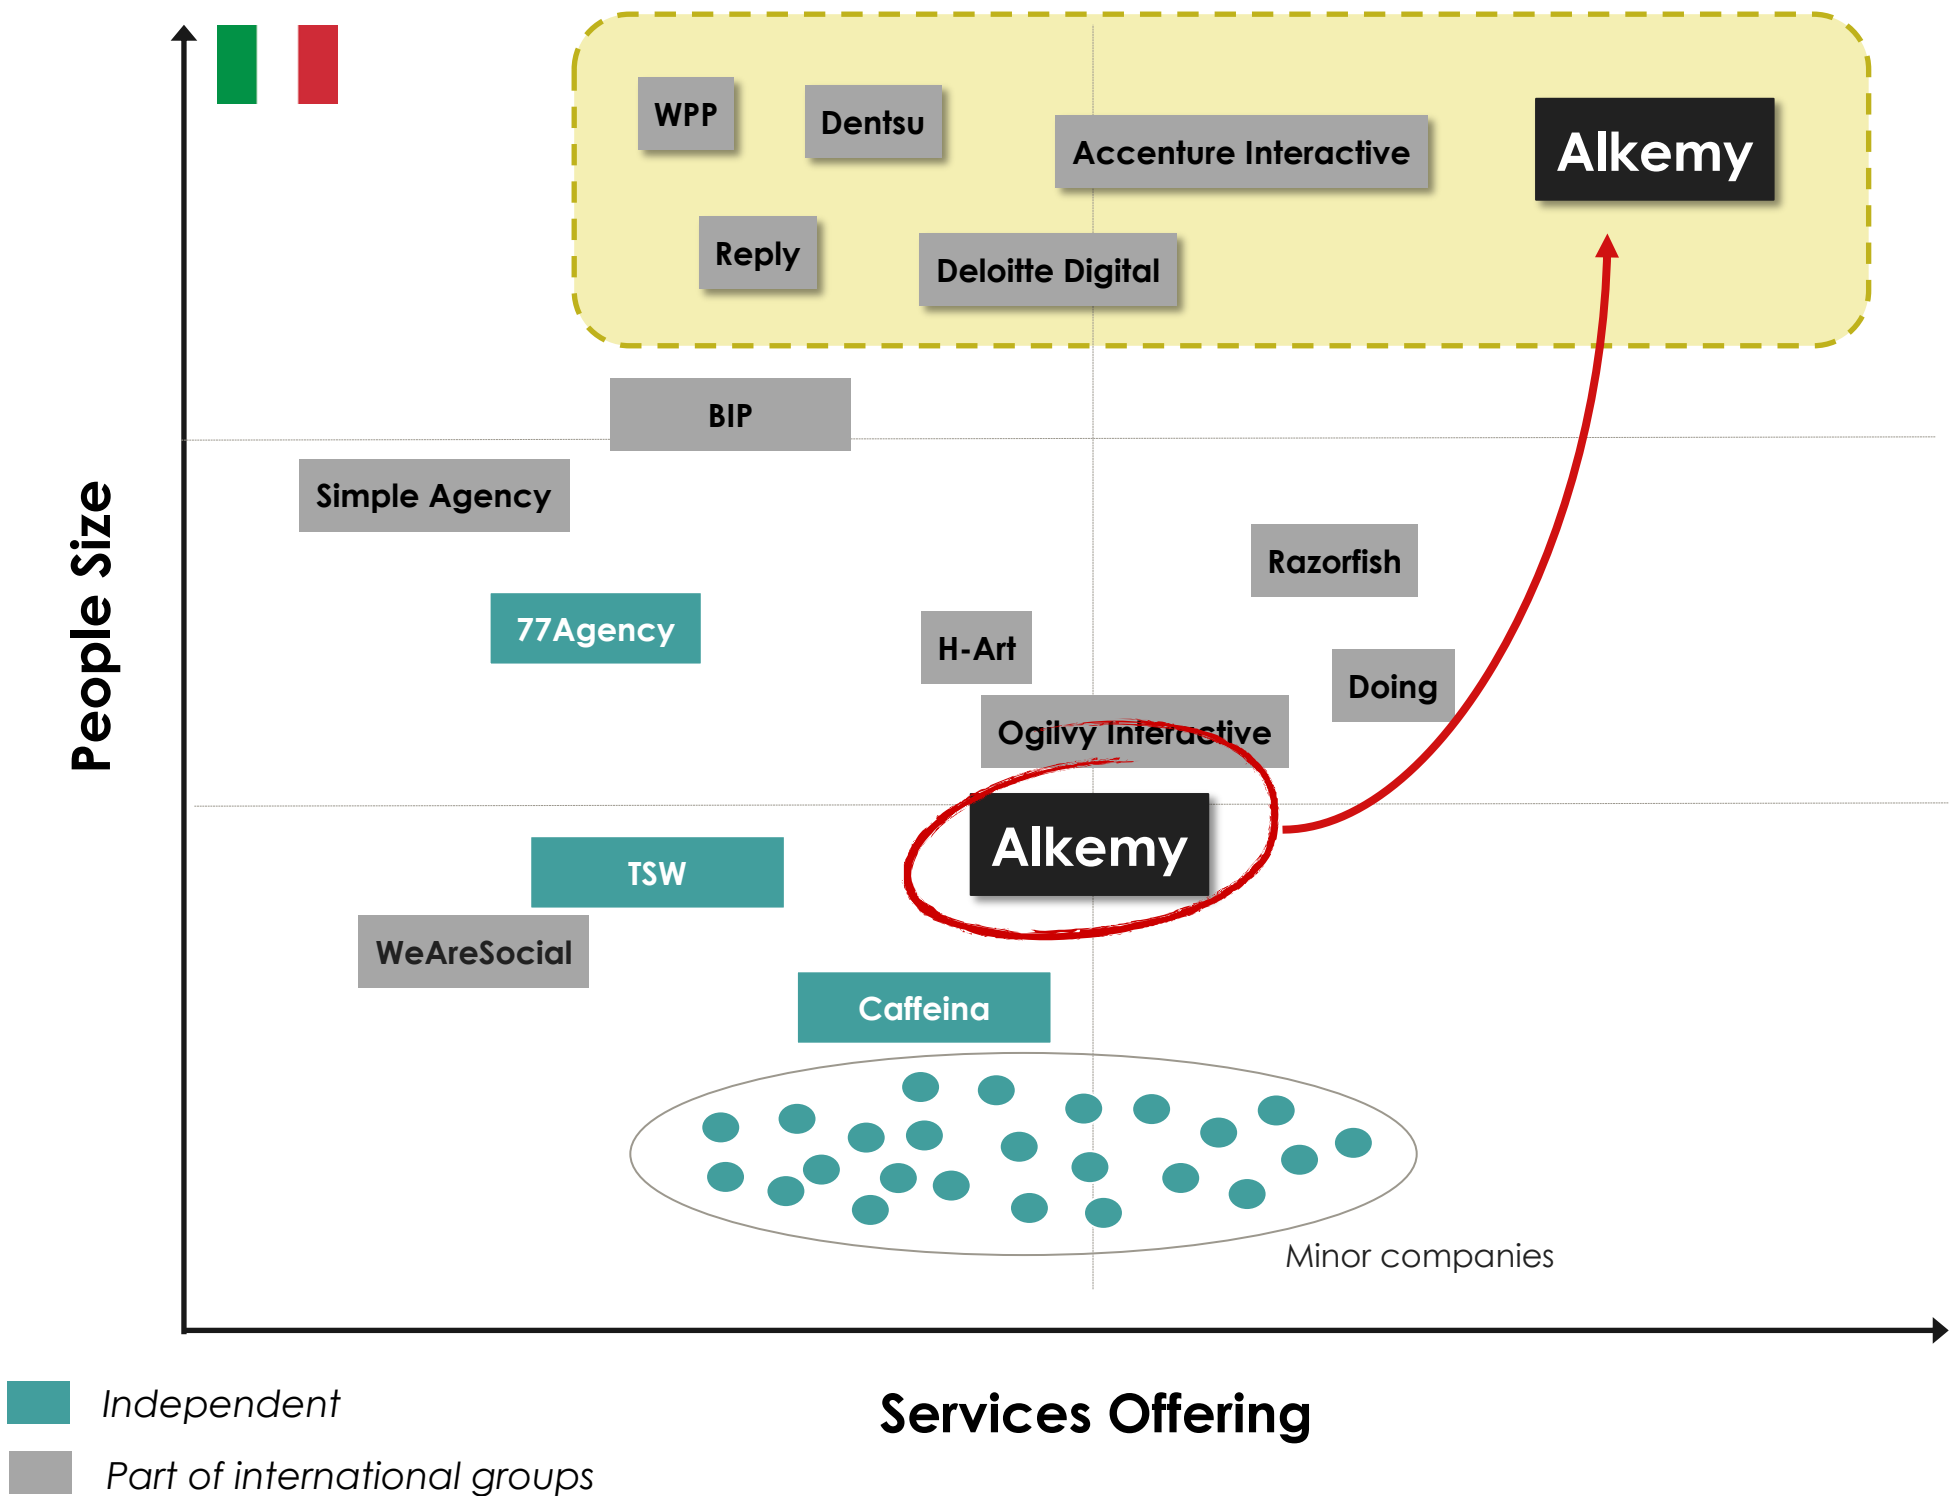 WPP
Dentsu
Accenture Interactive
Alkemy
Reply
Deloitte Digital
BIP
Simple Agency
People Size
Razorfish
77Agency
H-Art
Doing
Ogilvy Interactive
Alkemy
TSW
WeAreSocial
Caffeina
Minor companies
Independent
Services Offering
Part of international groups